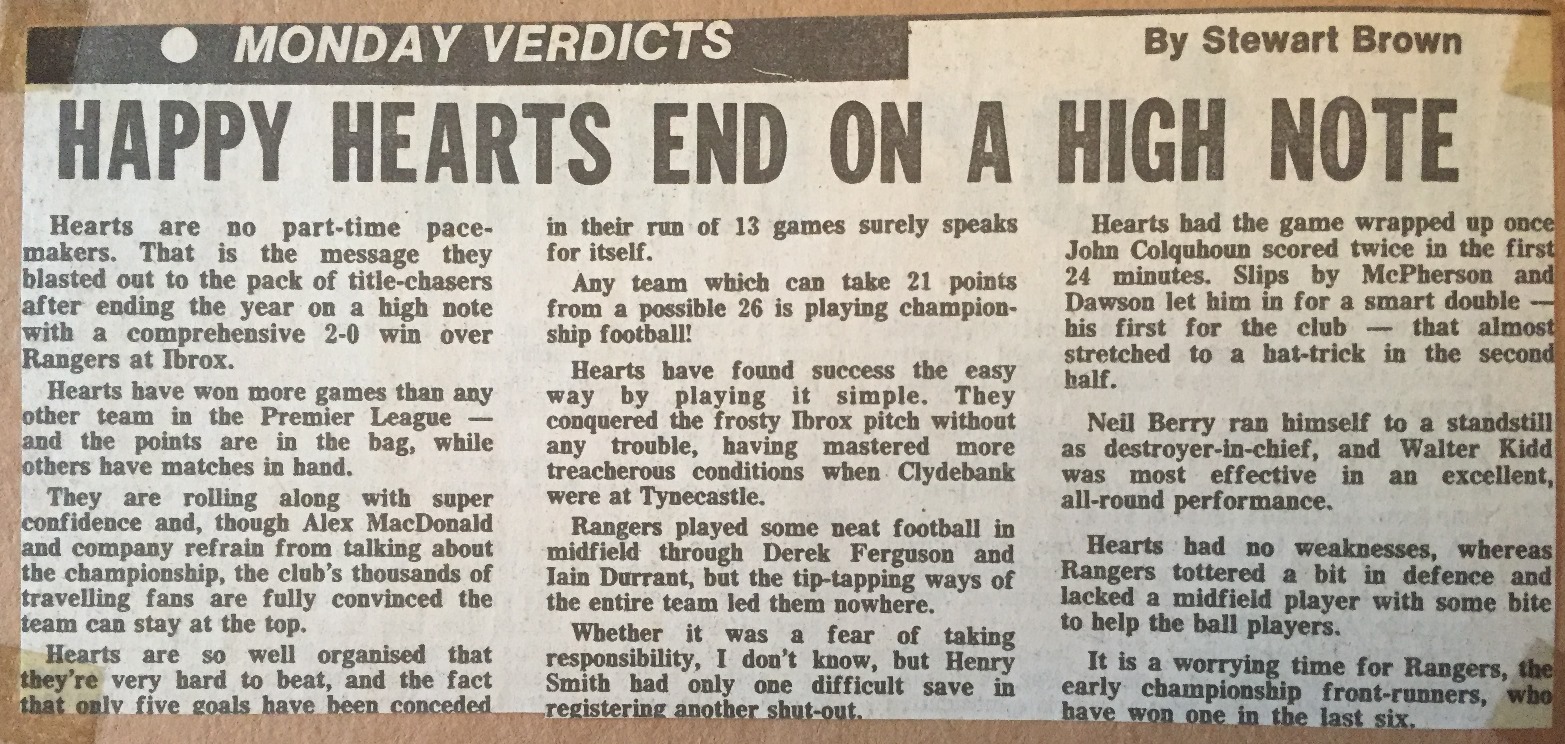 MONDAY VERDICTS
By Stewart Brown
HAPPY HEARTS END ON A HIGH NOTE
Hearts are no part-time pace-
makers. That is the message they
blasted out to the pack of title-chasers
after ending the year on a high note
with a comprehensive 2-0 win over
Rangers at Ibrox.
Hearts have won more games than any
other team in the Premier League —
and the points are in the bag, while
others have matches in hand.
They are rolling along with super
confidence and, though Alex MacDonald
and company refrain from talking about
the championship, the club's thousands of
travelling fans are fully convinced the
team can stay at the top.
Hearts are so well organised that
they're very hard to beat, and the fact
that only five goals have been conceded
in their run of 13 games surely speaks
for itself.
Any team which can take 21 points
from a possible 26 is playing champion-
ship football!
Hearts have found success the easy
way by playing it simple. They
conquered the frosty Ibrox pitch without
any trouble, having mastered more
treacherous conditions when Clydebank
were at Tynecastle.
Rangers played some neat football in
midfield through Derek Ferguson and
Iain Durrant, but the tip-tapping ways of
the entire team led them nowhere.
Whether it was a fear of taking
responsibility, I don't know, but Henry
Smith had only one difficult save in
registering another shut-out.
Hearts had the game wrapped up once
John Colquhoun scored twice in the first
24 minutes. Slips by McPherson and
Dawson let him in for a smart double —
his first for the club — that almost
stretched to a hat-trick in the second
half.
Neil Berry ran himself to a standstill
as destroyer-in-chief, and Walter Kidd
was most effective in an excellent,
all-round performance.
Hearts had no weaknesses, whereas
Rangers tottered a bit in defence and
lacked a midfield player with some bite
to help the ball players.
It is a worrying time for Rangers, the
early championship front-runners, who
have won one in the last six.